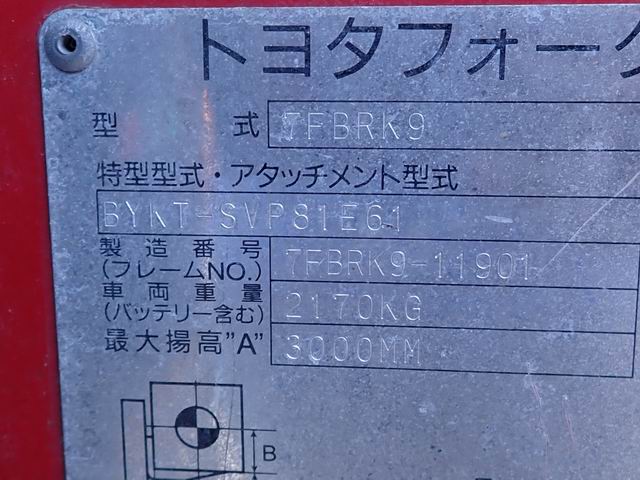 トヨタフォーク
型 式 7FBRK9
特型型式・アタッチメント型式
BYKT-SVP81E61
製造番号
(フレームNO.) 7FBRK9-11901
車両重量
(バッテリー含む) 2170KG
最大揚高"A" 3000MM
B